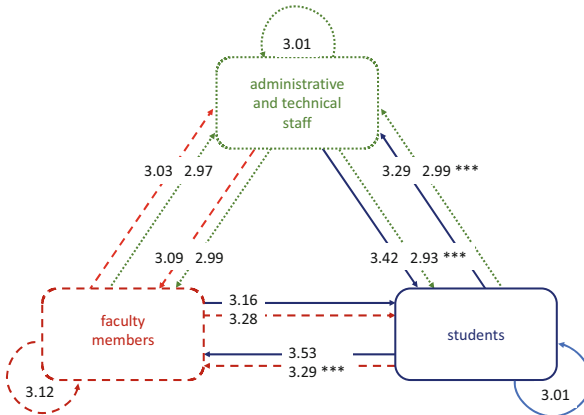 3.01
administrative
and technical
staff
3.03 2.97
3.29 2.99 ***
3.09 2.99
3.42 2.93 ***
faculty
members
3.16
3.28
3.53
3.29 ***
students
3.12
3.01